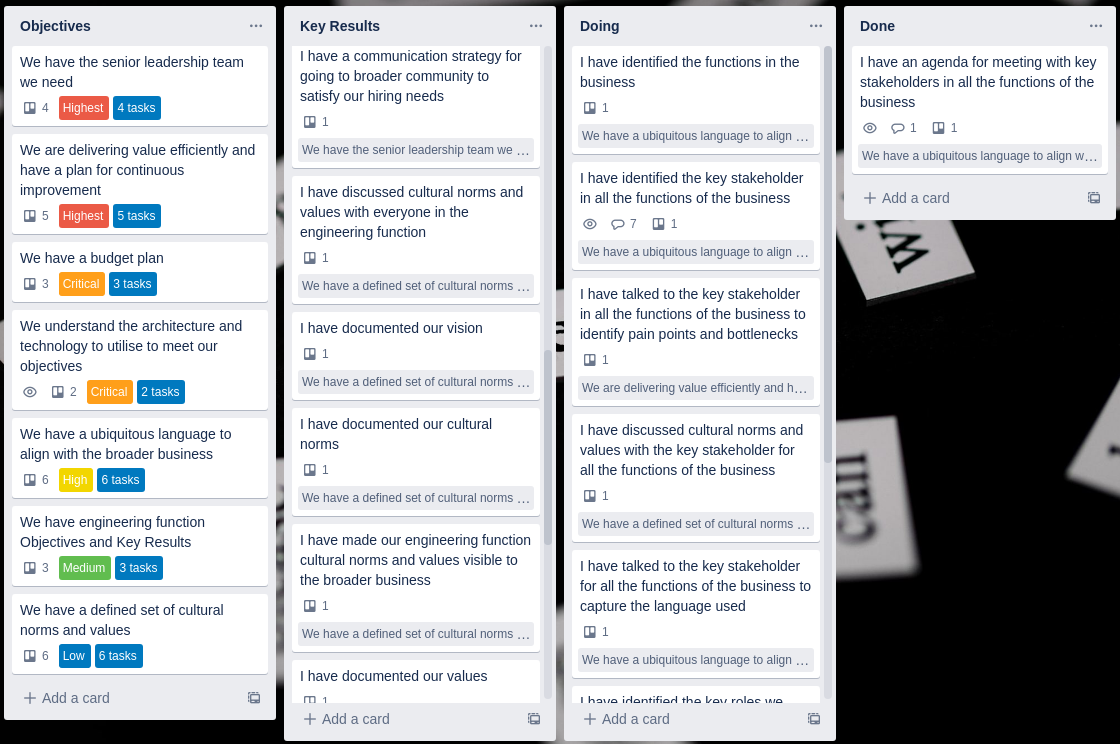 Objectives
We have the senior leadership team
we need
4 Highest 4 tasks
We are delivering value efficiently and
have a plan for continuous
improvement
5 Highest 5 tasks
We have a budget plan
3 Critical 3 tasks
We understand the architecture and
technology to utilise to meet our
objectives
2 Critical 2 tasks
We have a ubiquitous language to
align with the broader business
6 High 6 tasks
We have engineering function
Objectives and Key Results
3 Medium 3 tasks
We have a defined set of cultural
norms and values
6 Low 6 tasks
Add a card
Key Results
I have a communication strategy for
going to broader community to
satisfy our hiring needs
1
We have the senior leadership team we ...
I have discussed cultural norms and
values with everyone in the
engineering function
1
We have a defined set of cultural norms ...
I have documented our vision
1
We have a defined set of cultural norms ...
I have documented our cultural
norms
1
We have a defined set of cultural norms ...
I have made our engineering function
cultural norms and values visible to
the broader business
1
We have a defined set of cultural norms ...
I have documented our values
1
Add a card
Doing
I have identified the functions in the
business
1
We have a ubiquitous language to align ...
I have identified the key stakeholder
in all the functions of the business
7 1
We have a ubiquitous language to align ...
I have talked to the key stakeholder
in all the functions of the business to
identify pain points and bottlenecks
1
We are delivering value efficiently and h...
I have discussed cultural norms and
values with the key stakeholder for
all the functions of the business
1
We have a defined set of cultural norms ...
I have talked to the key stakeholder
for all the functions of the business to
capture the language used
1
We have a ubiquitous language to align ...
I have identified the key roles we
Add a card
Done
I have an agenda for meeting with key
stakeholders in all the functions of the
business
1 1
We have a ubiquitous language to align w...
Add a card